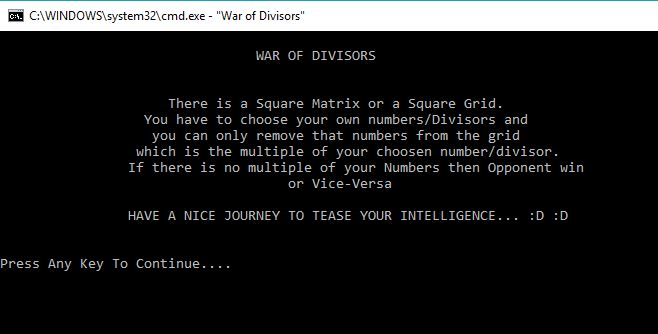 C:\WINDOWS\system32\cmd.exe - "War of Divisors"
WAR OF DIVISORS
There is a Square Matrix or a Square Grid.
You have to choose your own numbers/Divisors and
you can only remove that numbers from the grid
which is the multiple of your choosen number/divisor.
If there is no multiple of your Numbers then Opponent win
or Vice-Versa
HAVE A NICE JOURNEY TO TEASE YOUR INTELLIGENCE... :D :D
Press Any Key To Continue....